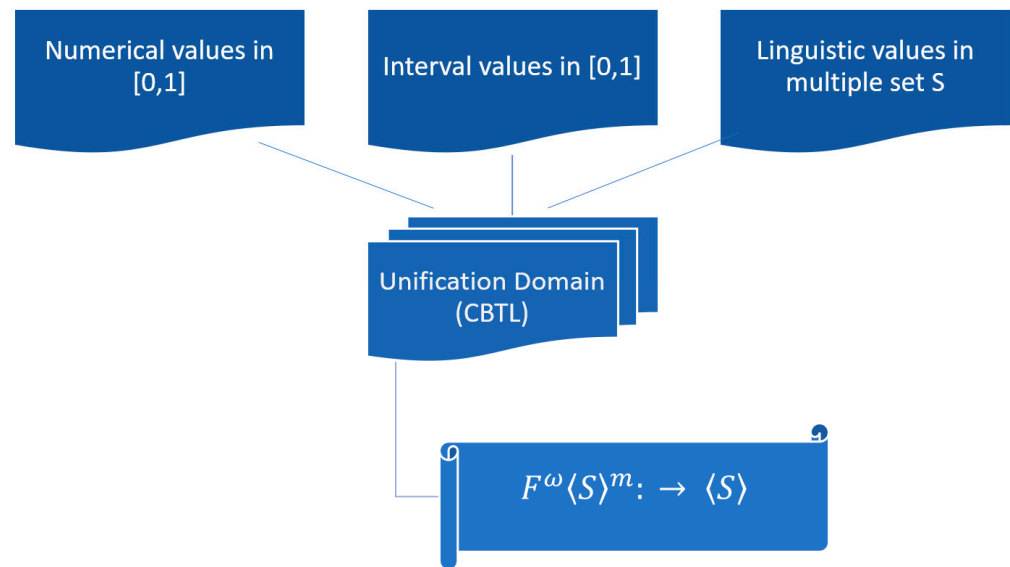 Numerical values in
[0,1]
Interval values in [0,1]
Linguistic values in
multiple set S
Unification Domain
(CBTL)
F^ω⟨S⟩^m: → ⟨S⟩